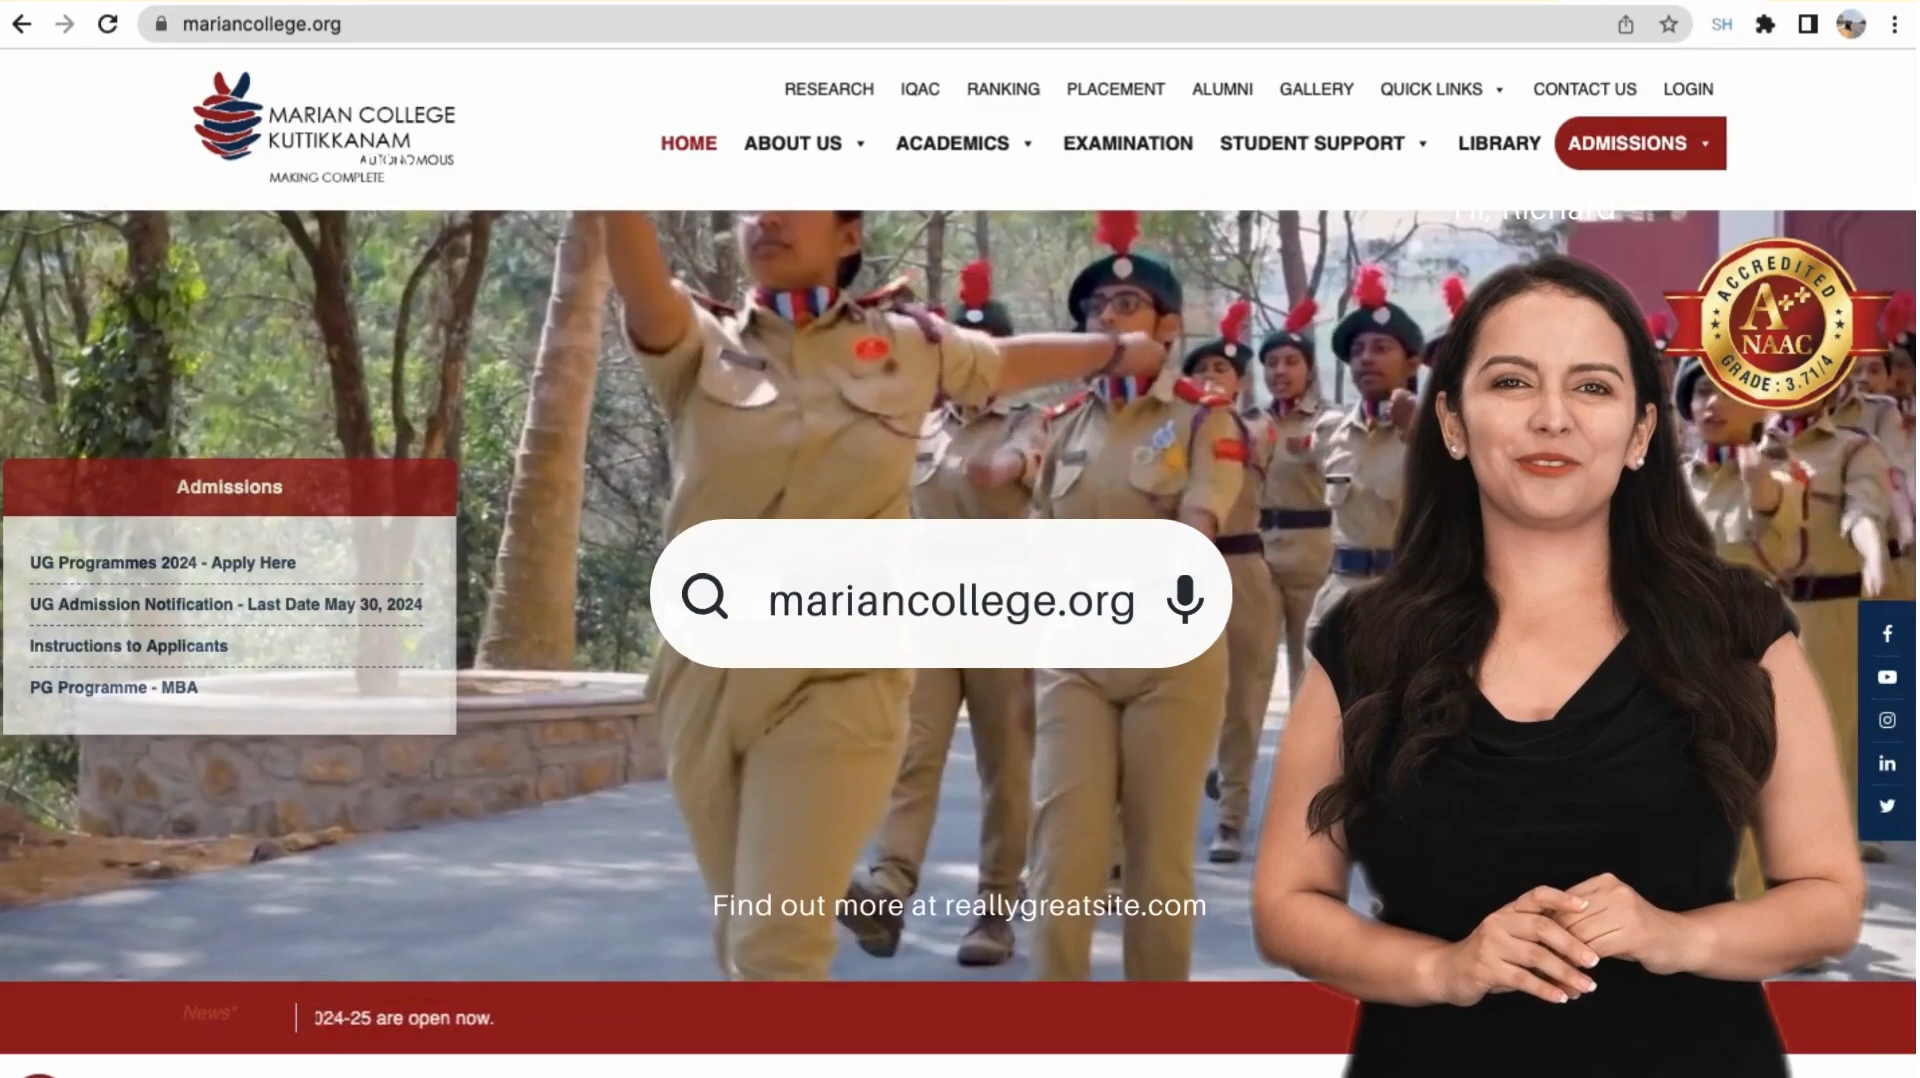 mariancollege.org
SH
RESEARCH IQAC RANKING PLACEMENT ALUMNI GALLERY QUICK LINKS CONTACT US LOGIN
MARIAN COLLEGE
KUTTIKKANAM
AUTONOMOUS
MAKING COMPLETE
HOME ABOUT US ACADEMICS EXAMINATION STUDENT SUPPORT LIBRARY ADMISSIONS
Hi, Richard
ACCREDITED
A++
NAAC
GRADE : 3.71/4
Admissions
UG Programmes 2024 - Apply Here
UG Admission Notification - Last Date May 30, 2024
Instructions to Applicants
PG Programme - MBA
mariancollege.org
Find out more at reallygreatsite.com
News*
024-25 are open now.